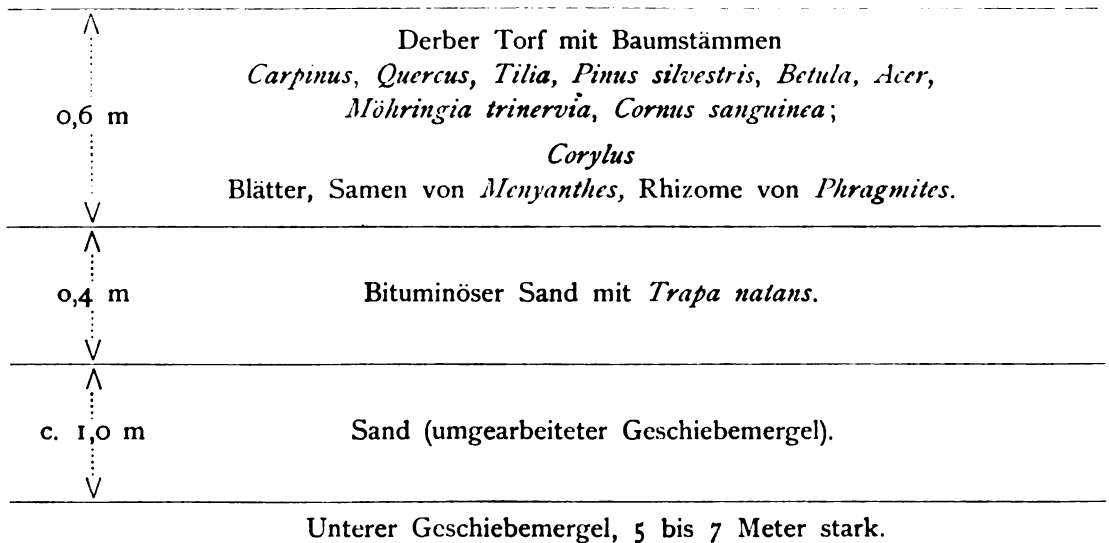 Derber Torf mit Baumstämmen
Carpinus, Quercus, Tilia, Pinus silvestris, Betula, Acer,
0,6 m
Möhringia trinervia, Cornus sanguinea;
Corylus
Blätter, Samen von Menyanthes, Rhizome von Phragmites.
0,4 m Bituminöser Sand mit Trapa natans.
c. 1,0 m Sand (umgearbeiteter Geschiebemergel).
Unterer Geschiebemergel, 5 bis 7 Meter stark.